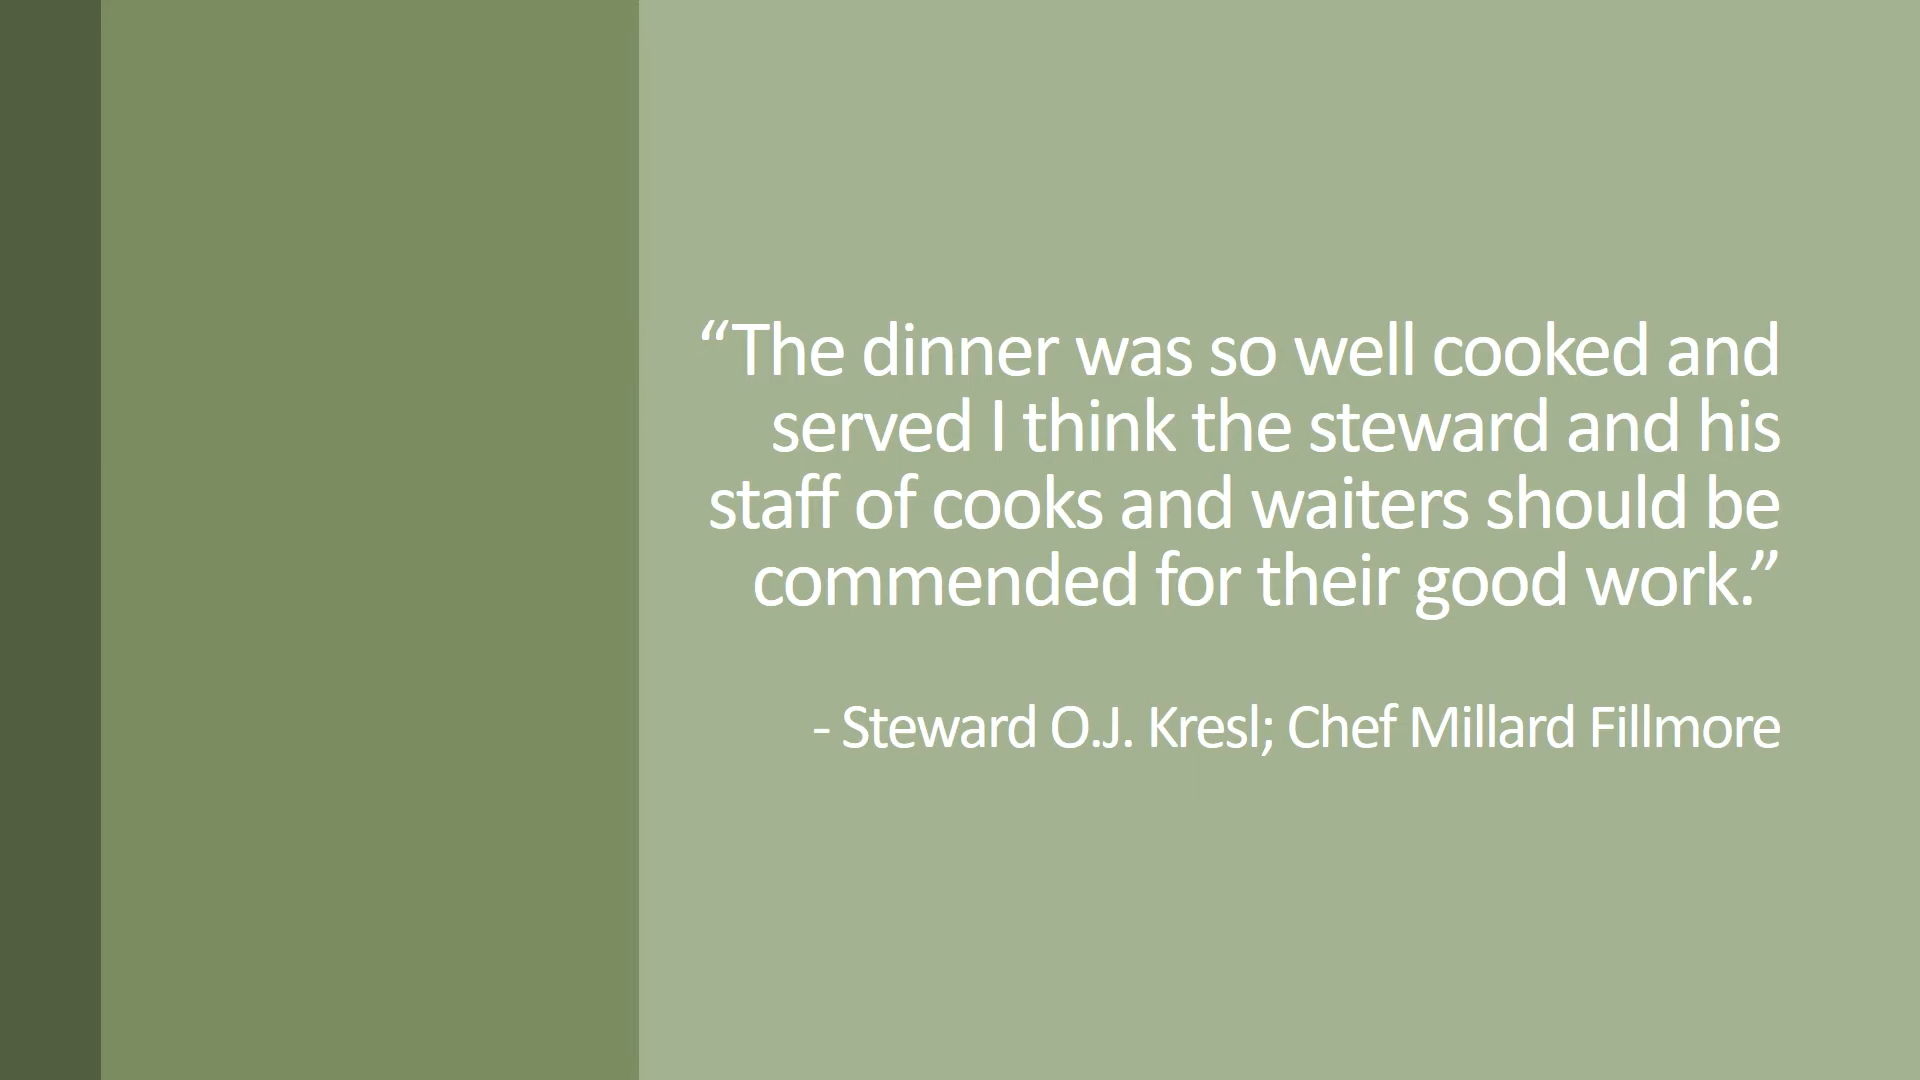 “The dinner was so well cooked and
served I think the steward and his
staff of cooks and waiters should be
commended for their good work.”
- Steward O.J. Kresl; Chef Millard Fillmore